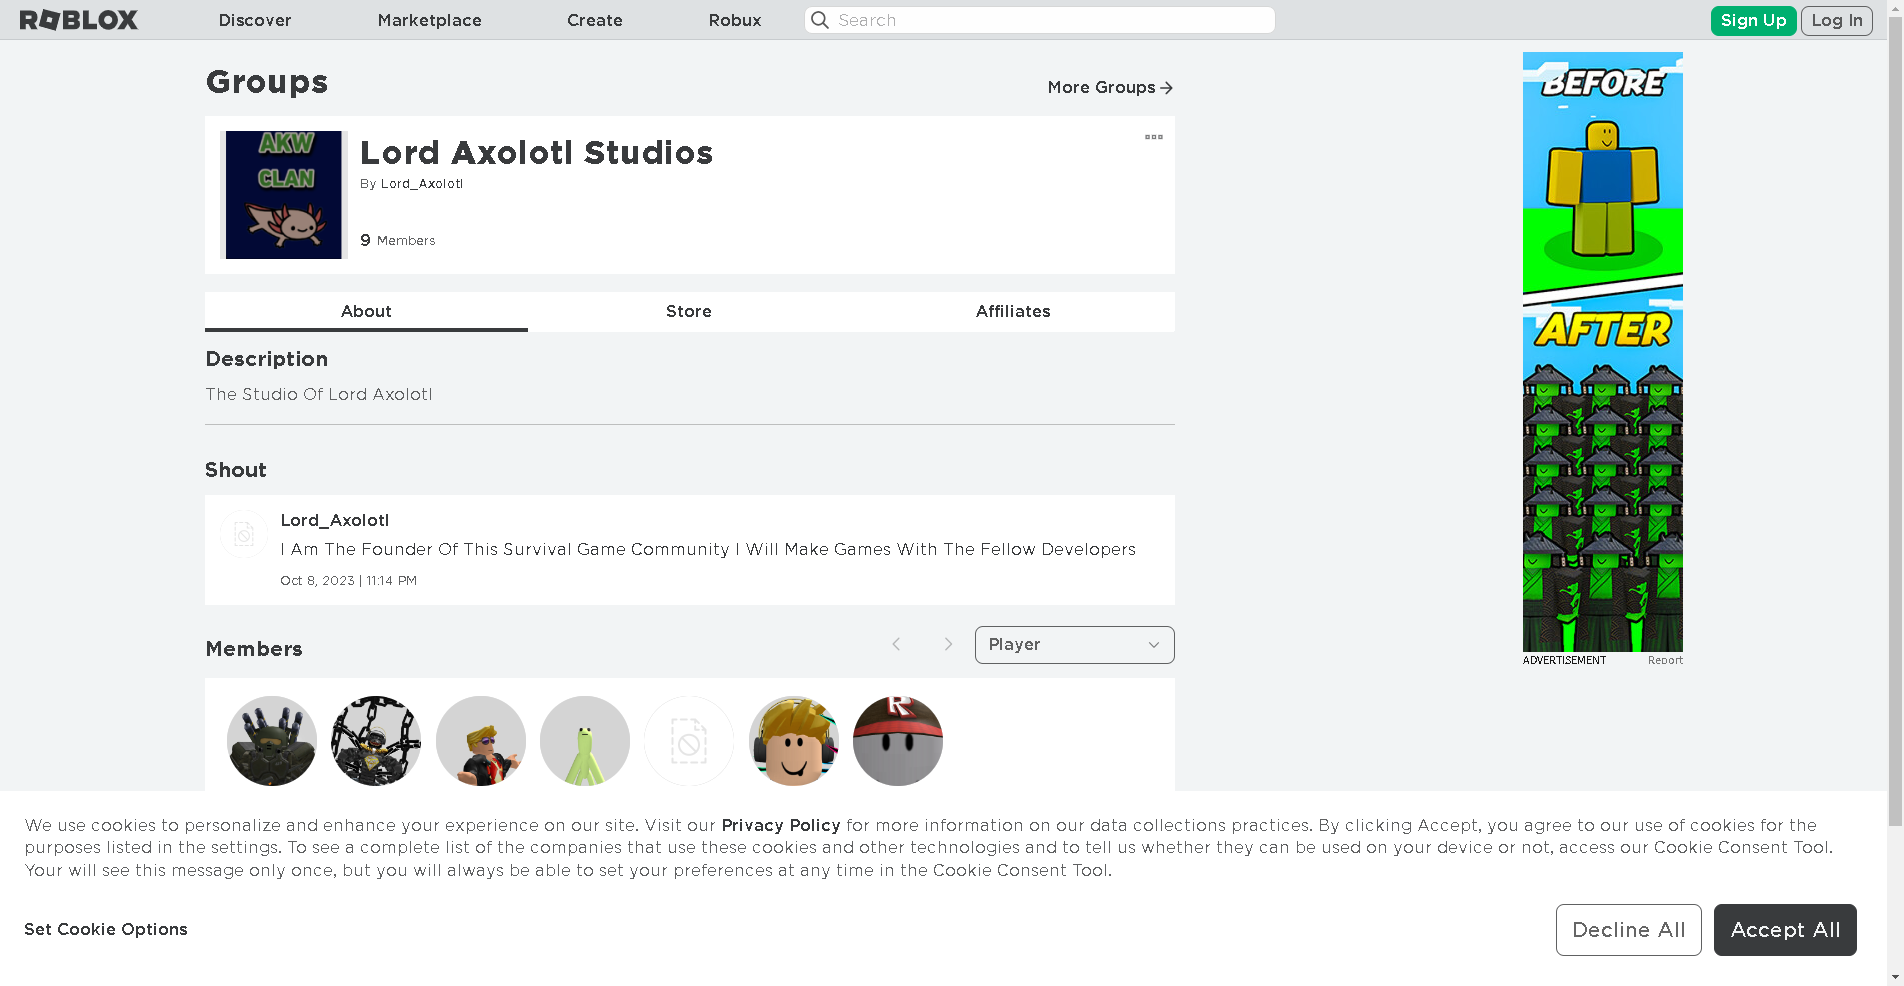 ROBLOX
Discover
Marketplace
Create
Robux
Search
Sign Up
Log In
Groups
More Groups
AKW
CLAN
Lord Axolotl Studios
By Lord_Axolotl
9 Members
About
Store
Affiliates
Description
The Studio Of Lord Axolotl
Shout
Lord_Axolotl
I Am The Founder Of This Survival Game Community I Will Make Games With The Fellow Developers
Oct 8, 2023 | 11:14 PM
Members
Player
BEFORE
AFTER
ADVERTISEMENT
Report
We use cookies to personalize and enhance your experience on our site. Visit our Privacy Policy for more information on our data collections practices. By clicking Accept, you agree to our use of cookies for the
purposes listed in the settings. To see a complete list of the companies that use these cookies and other technologies and to tell us whether they can be used on your device or not, access our Cookie Consent Tool.
Your will see this message only once, but you will always be able to set your preferences at any time in the Cookie Consent Tool.
Set Cookie Options
Decline All
Accept All